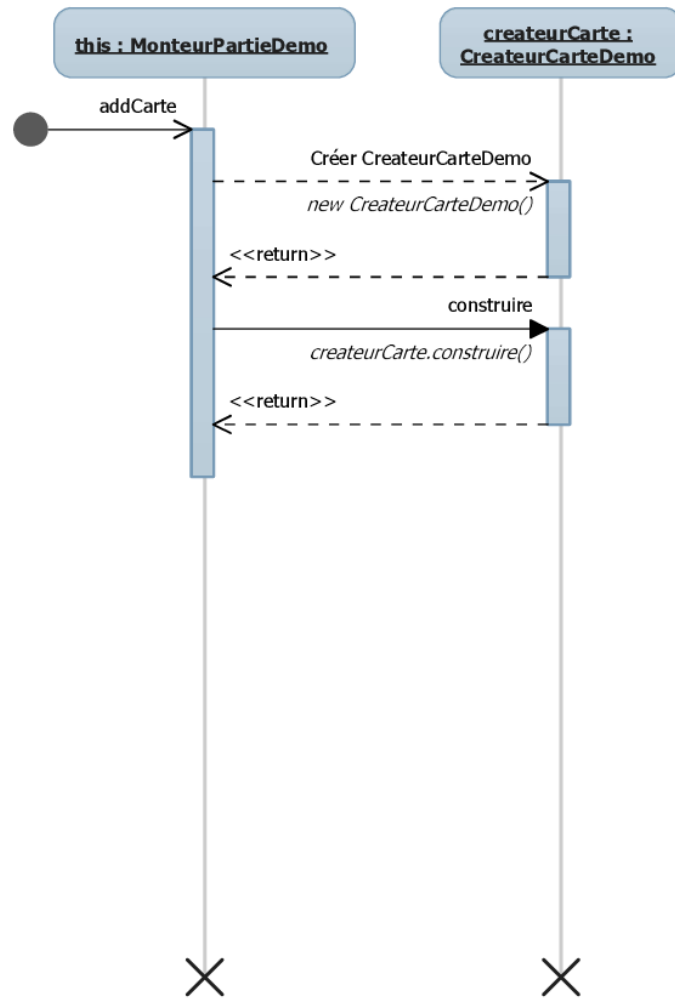 this : MonteurPartieDemo
createurCarte :
CreateurCarteDemo
addCarte
Créer CreateurCarteDemo
new CreateurCarteDemo()
<<return>>
construire
createurCarte.construire()
<<return>>